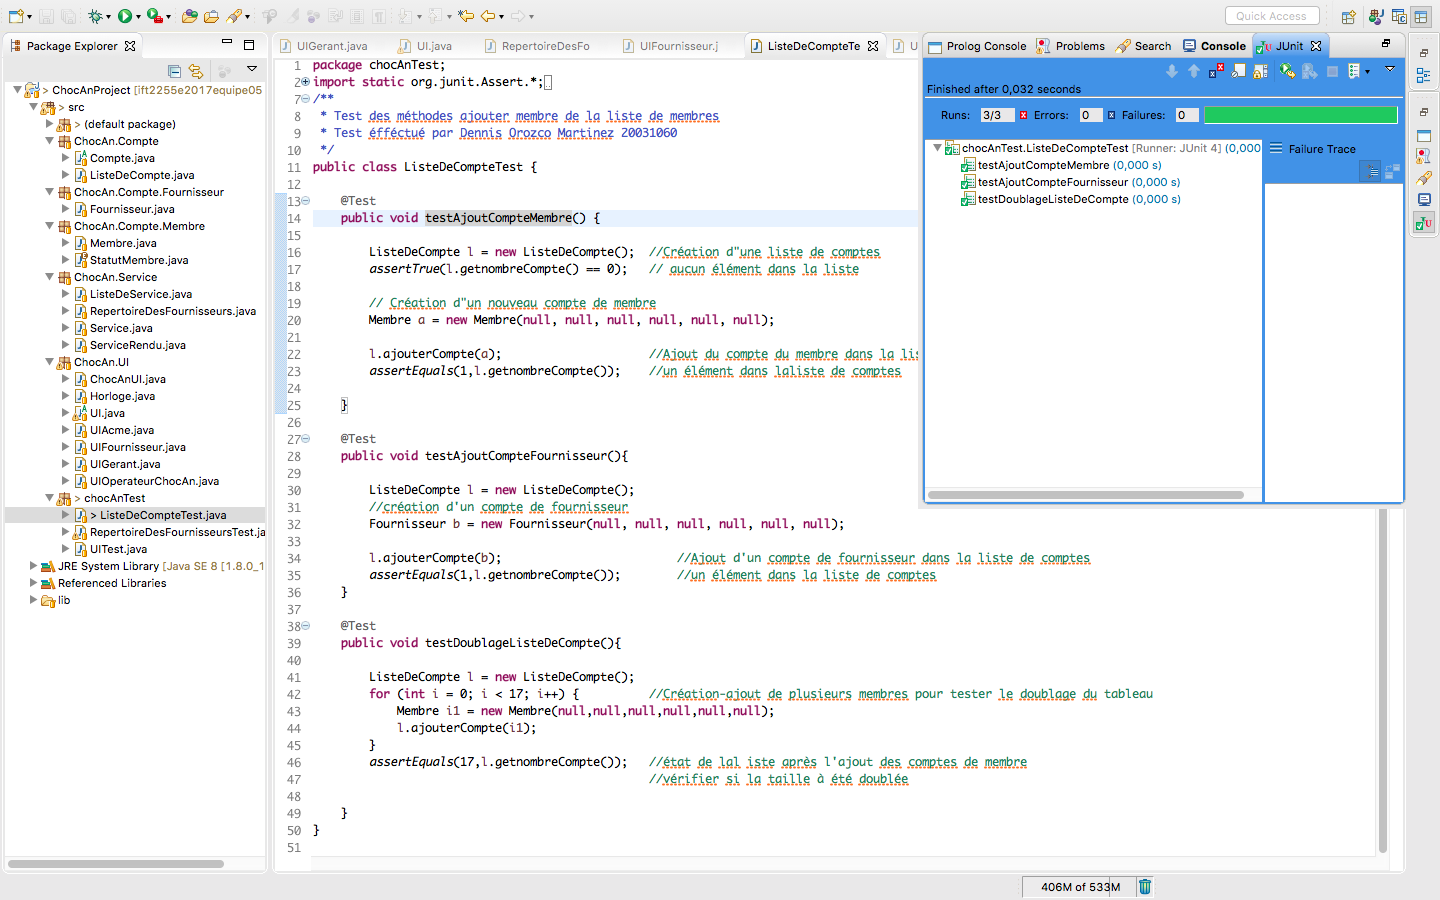 Quick Access
Package Explorer
ChocAnProject [ift2255e2017equipe05
> src
> (default package)
ChocAn.Compte
Compte.java
ListeDeCompte.java
ChocAn.Compte.Fournisseur
Fournisseur.java
ChocAn.Compte.Membre
Membre.java
StatutMembre.java
ChocAn.Service
ListeDeService.java
RepertoireDesFournisseurs.java
Service.java
ServiceRendu.java
ChocAn.UI
ChocAnUI.java
Horloge.java
UI.java
UIAcme.java
UIFournisseur.java
UIGerant.java
UIOperateurChocAn.java
> chocAnTest
> ListeDeCompteTest.java
RepertoireDesFournisseursTest.ja
UITest.java
JRE System Library [Java SE 8 [1.8.0_1
Referenced Libraries
lib
UIGerant.java
UI.java
RepertoireDesFo
UIFournisseur.j
ListeDeCompteTe
U
1 package chocAnTest;
2 import static org.junit.Assert.*;
7 /**
8 * Test des méthodes ajouter membre de la liste de membres
9 * Test éfféctué par Dennis Orozco Martinez 20031060
10 */
11 public class ListeDeCompteTest {
12
13 @Test
14 public void testAjoutCompteMembre() {
15
16 ListeDeCompte l = new ListeDeCompte(); //Création d"une liste de comptes
17 assertTrue(l.getnombreCompte() == 0); // aucun élément dans la liste
18
19 // Création d"un nouveau compte de membre
20 Membre a = new Membre(null, null, null, null, null, null);
21
22 l.ajouterCompte(a); //Ajout du compte du membre dans la lis
23 assertEquals(1,l.getnombreCompte()); //un élément dans laliste de comptes
24
25 }
26
27 @Test
28 public void testAjoutCompteFournisseur(){
29
30 ListeDeCompte l = new ListeDeCompte();
31 //création d'un compte de fournisseur
32 Fournisseur b = new Fournisseur(null, null, null, null, null, null);
33
34 l.ajouterCompte(b); //Ajout d'un compte de fournisseur dans la liste de comptes
35 assertEquals(1,l.getnombreCompte()); //un élément dans la liste de comptes
36 }
37
38 @Test
39 public void testDoublageListeDeCompte(){
40
41 ListeDeCompte l = new ListeDeCompte();
42 for (int i = 0; i < 17; i++) { //Création-ajout de plusieurs membres pour tester le doublage du tableau
43 Membre i1 = new Membre(null,null,null,null,null,null);
44 l.ajouterCompte(i1);
45 }
46 assertEquals(17,l.getnombreCompte()); //état de lal iste après l'ajout des comptes de membre
47 //vérifier si la taille à été doublée
48
49 }
50 }
51
Prolog Console
Problems
Search
Console
JUnit
Finished after 0,032 seconds
Runs: 3/3 Errors: 0 Failures: 0
chocAnTest.ListeDeCompteTest [Runner: JUnit 4] (0,000
testAjoutCompteMembre (0,000 s)
testAjoutCompteFournisseur (0,000 s)
testDoublageListeDeCompte (0,000 s)
Failure Trace
406M of 533M